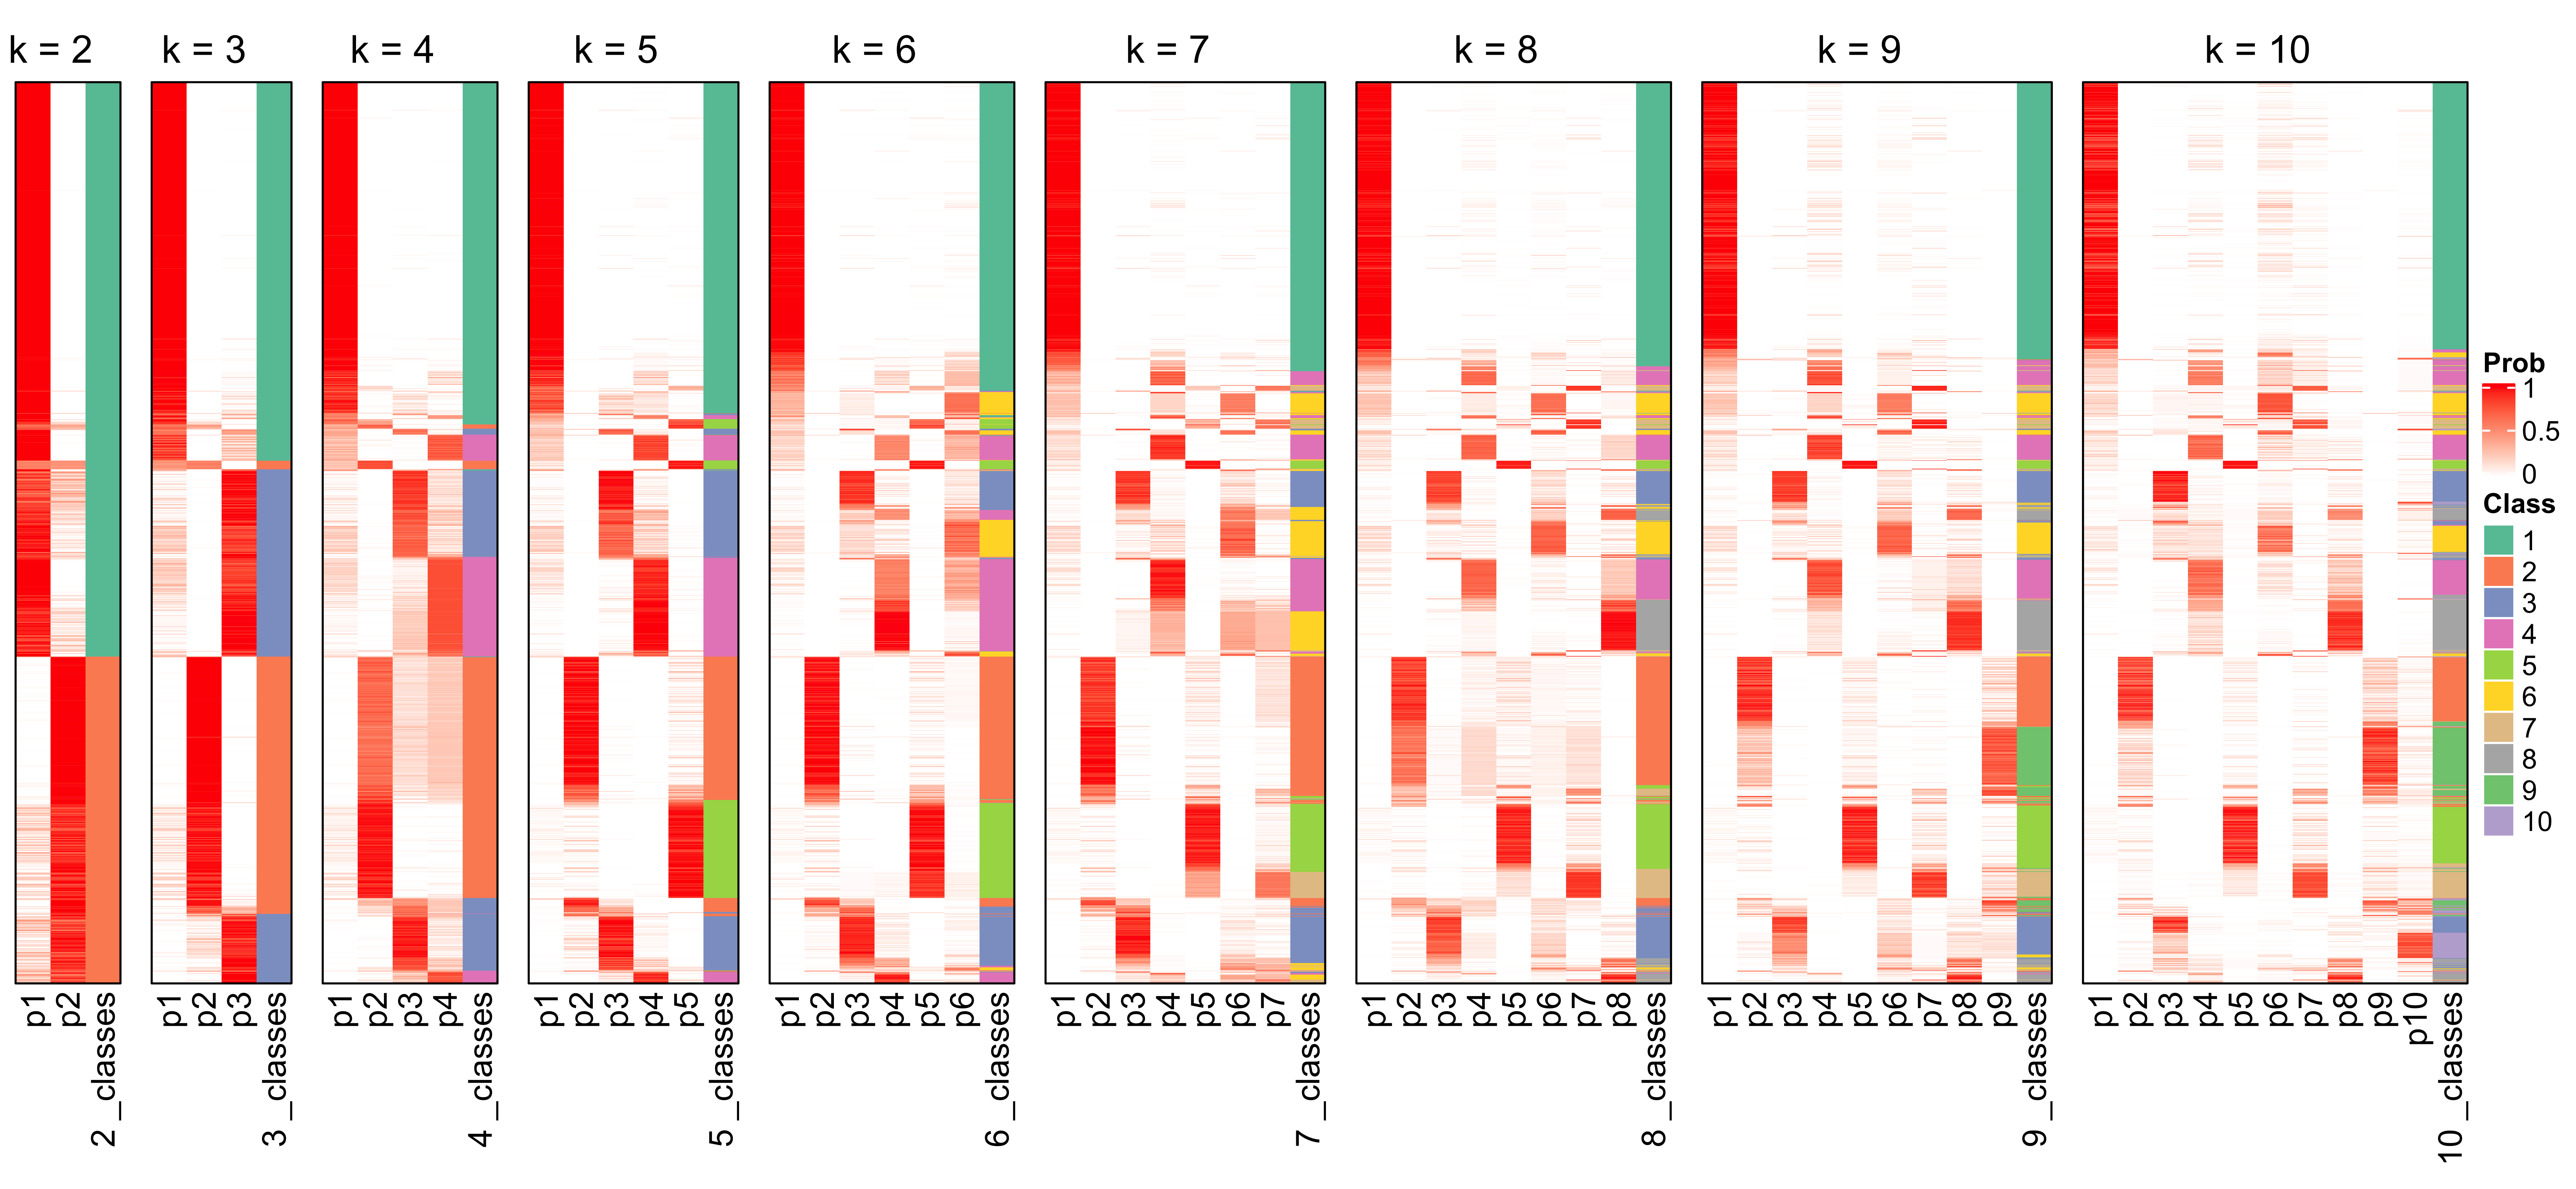 k = 2
k = 3
k = 4
k = 5
k = 6
k = 7
k = 8
k = 9
k = 10
p1
p2
2_classes
p1
p2
p3
3_classes
p1
p2
p3
p4
4_classes
p1
p2
p3
p4
p5
5_classes
p1
p2
p3
p4
p5
p6
6_classes
p1
p2
p3
p4
p5
p6
p7
7_classes
p1
p2
p3
p4
p5
p6
p7
p8
8_classes
p1
p2
p3
p4
p5
p6
p7
p8
p9
9_classes
p1
p2
p3
p4
p5
p6
p7
p8
p9
p10
10_classes
Prob
1
0.5
0
Class
1
2
3
4
5
6
7
8
9
10